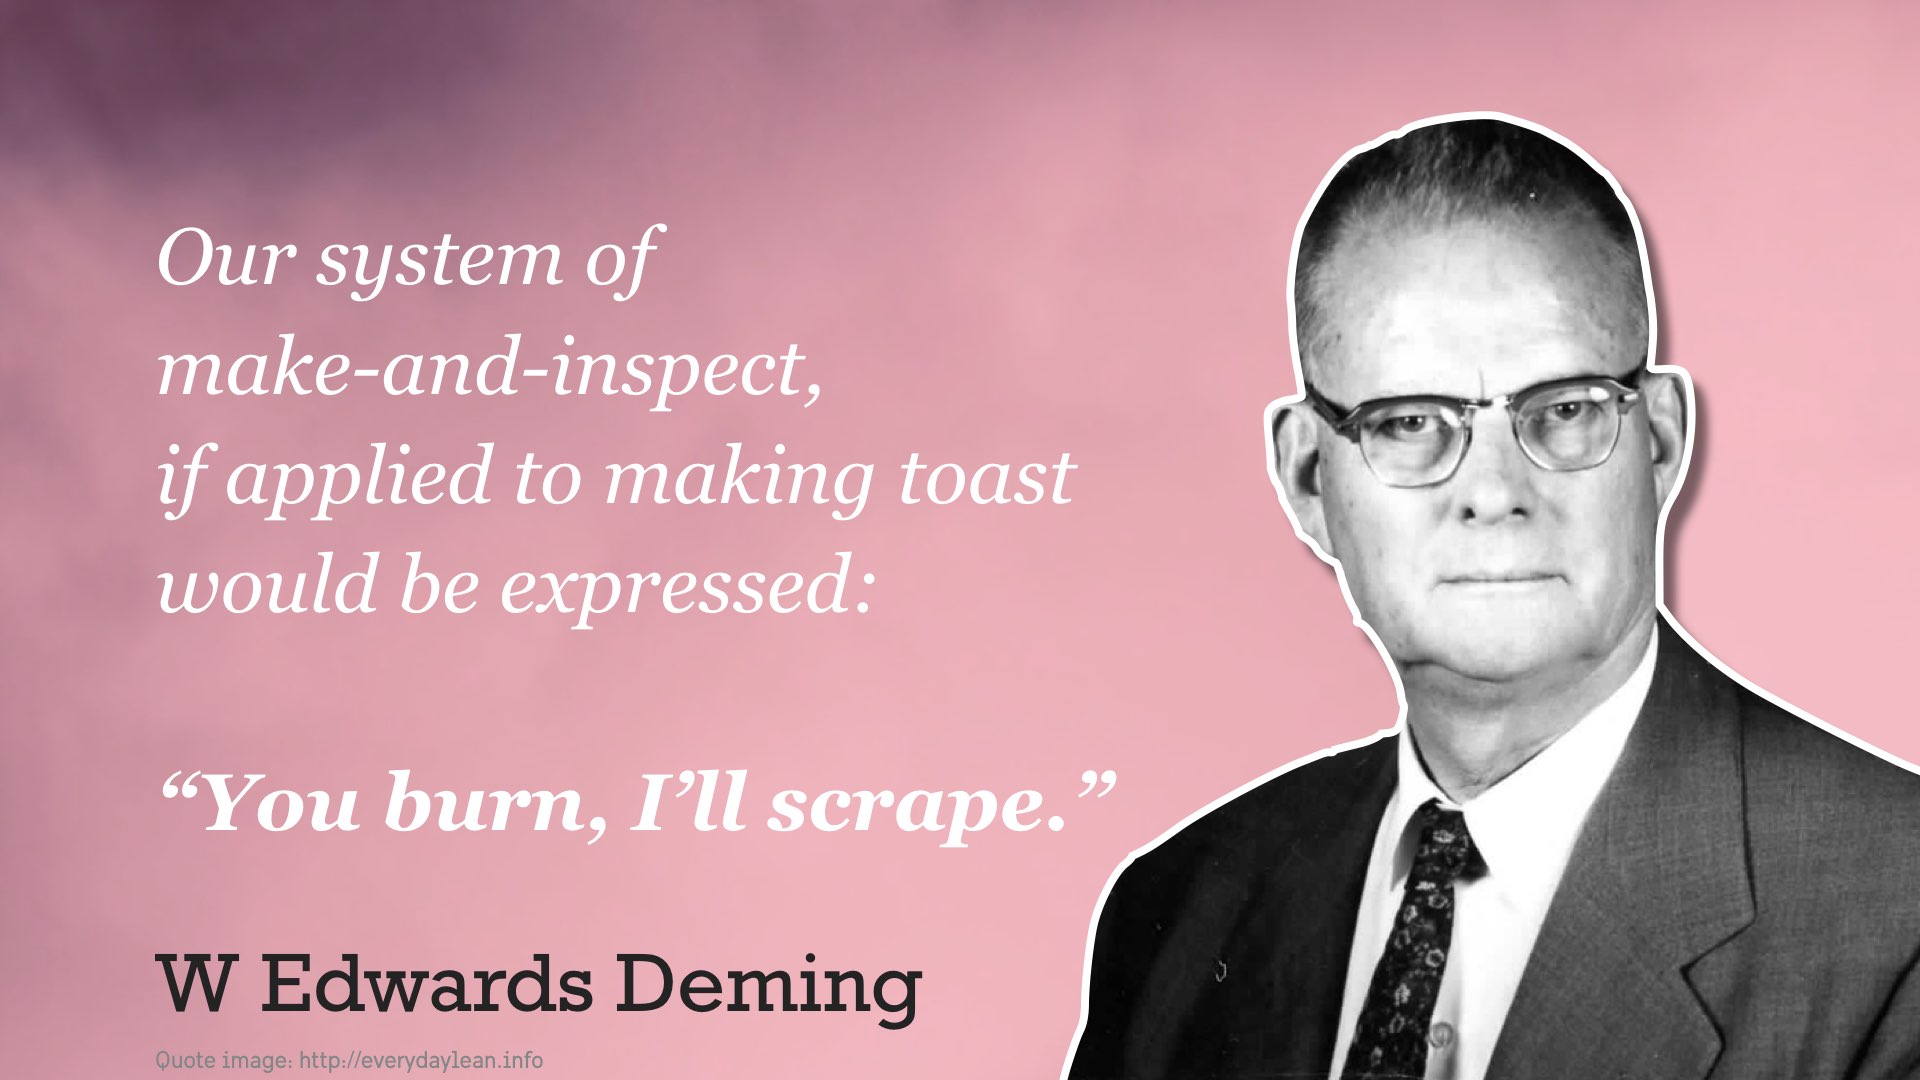 Our system of
make-and-inspect,
if applied to making toast
would be expressed:
“You burn, I’ll scrape.”
W Edwards Deming
Quote image: http://everydaylean.info